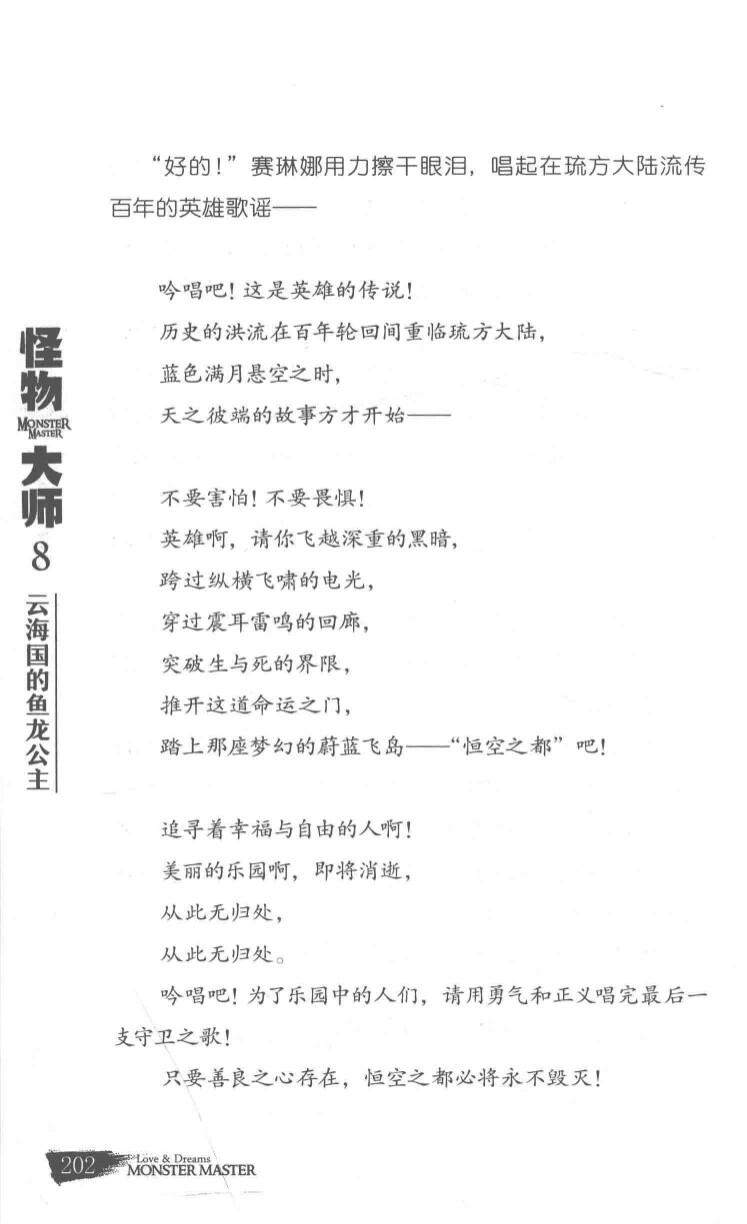 “好的！”赛琳娜用力擦干眼泪，唱起在琉方大陆流传
百年的英雄歌谣——
吟唱吧！这是英雄的传说！
历史的洪流在百年轮回间重临琉方大陆，
蓝色满月悬空之时，
天之彼端的故事方才开始——
不要害怕！不要畏惧！
英雄啊，请你飞越深重的黑暗，
跨过纵横飞啸的电光，
穿过震耳雷鸣的回廊，
突破生与死的界限，
推开这道命运之门，
踏上那座梦幻的蔚蓝飞岛——“恒空之都”吧！
追寻着幸福与自由的人啊！
美丽的乐园啊，即将消逝，
从此无归处，
从此无归处。
吟唱吧！为了乐园中的人们，请用勇气和正义唱完最后一
支守卫之歌！
只要善良之心存在，恒空之都必将永不毁灭！
怪物
MONSTER
MASTER
大师
8
云海国的鱼龙公主
202
Love & Dreams
MONSTER MASTER